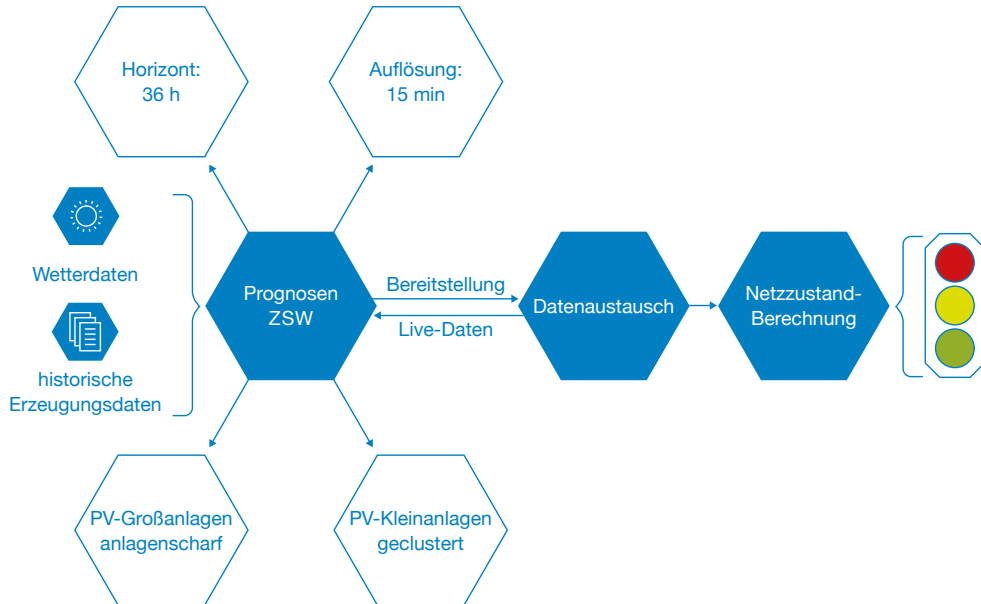 Horizont:
36 h
Auflösung:
15 min
Wetterdaten
historische
Erzeugungsdaten
Prognosen
ZSW
Bereitstellung
Live-Daten
Datenaustausch
Netzzustand-
Berechnung
PV-Großanlagen
anlagenscharf
PV-Kleinanlagen
geclustert